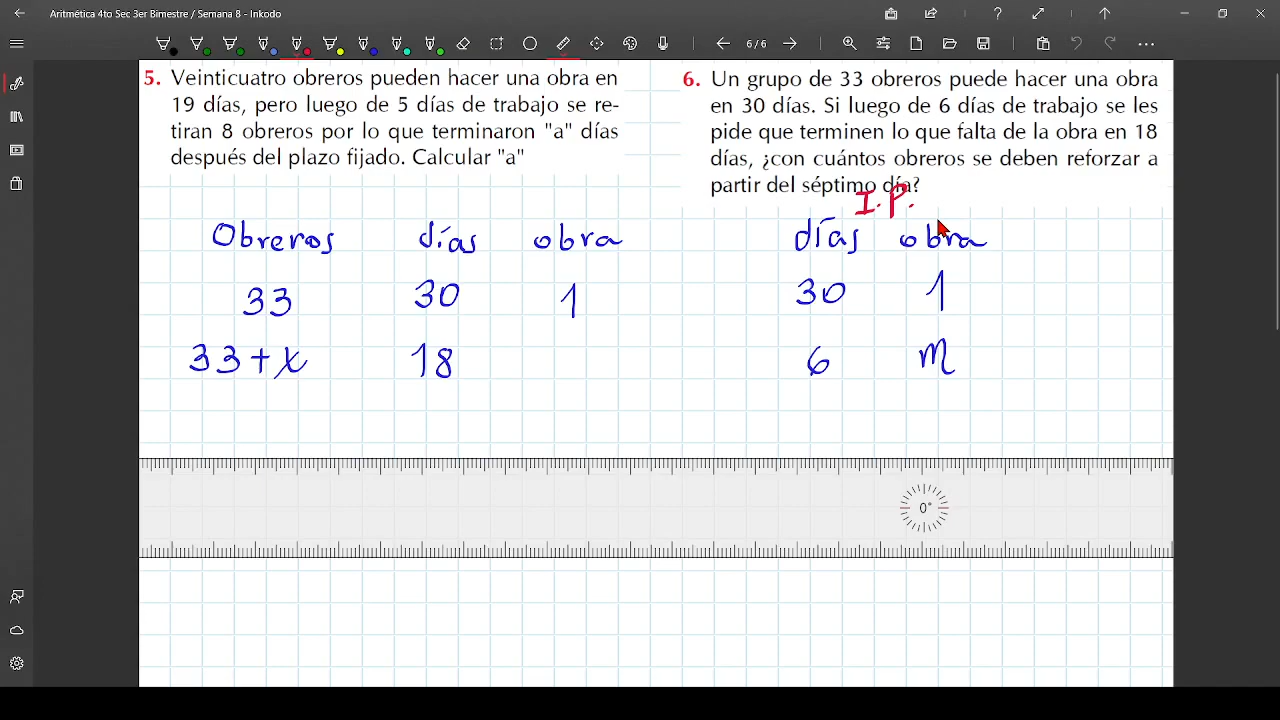 Aritmética 4to Sec 3er Bimestre / Semana 8 - Inkodo
6 / 6
5. Veinticuatro obreros pueden hacer una obra en
19 días, pero luego de 5 días de trabajo se re-
tiran 8 obreros por lo que terminaron "a" días
después del plazo fijado. Calcular "a"
6. Un grupo de 33 obreros puede hacer una obra
en 30 días. Si luego de 6 días de trabajo se les
pide que terminen lo que falta de la obra en 18
días, ¿con cuántos obreros se deben reforzar a
partir del séptimo día?
I.P.
Obreros días obra
33 30 1
33+x 18
días obra
30 1
6 m
0°